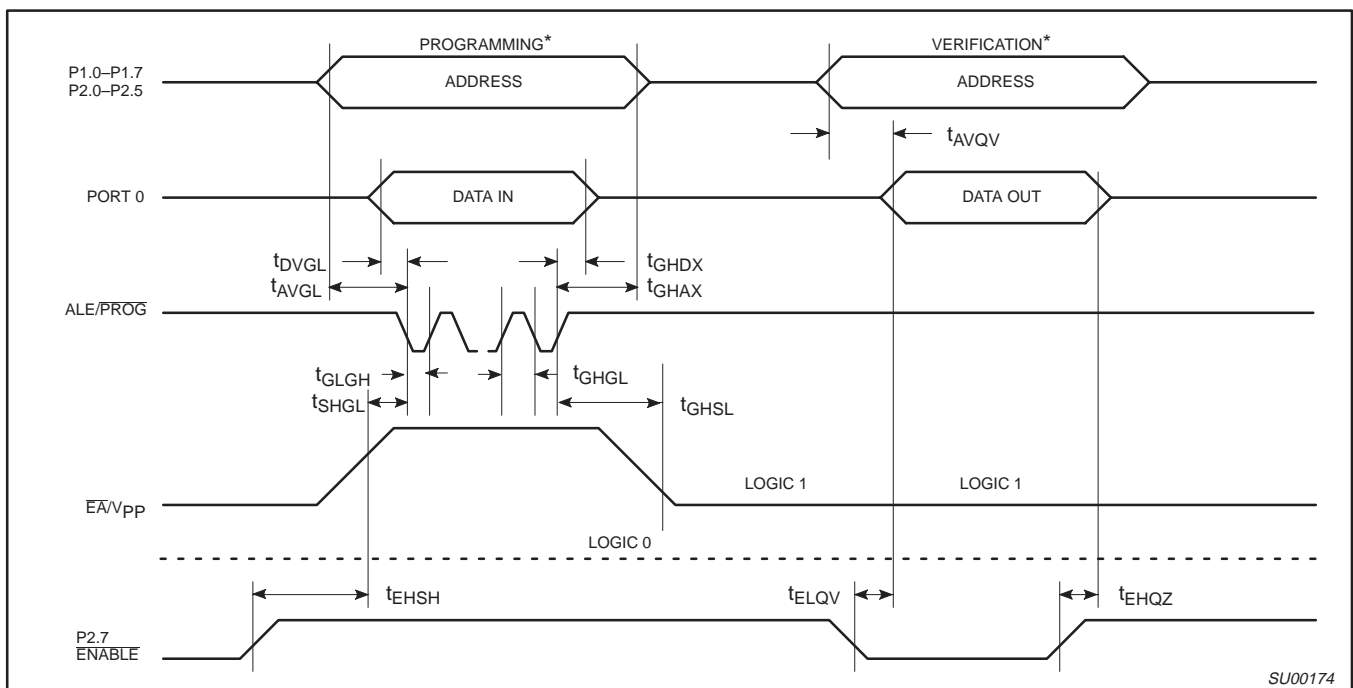 PROGRAMMING*
VERIFICATION*
P1.0–P1.7
P2.0–P2.5
ADDRESS
ADDRESS
tAVQV
PORT 0
DATA IN
DATA OUT
tDVGL
tGHDX
tAVGL
tGHAX
ALE/PROG
tGLGH
tGHGL
tSHGL
tGHSL
LOGIC 1
LOGIC 1
EA/VPP
LOGIC 0
tEHSH
tELQV
tEHQZ
P2.7
ENABLE
SU00174